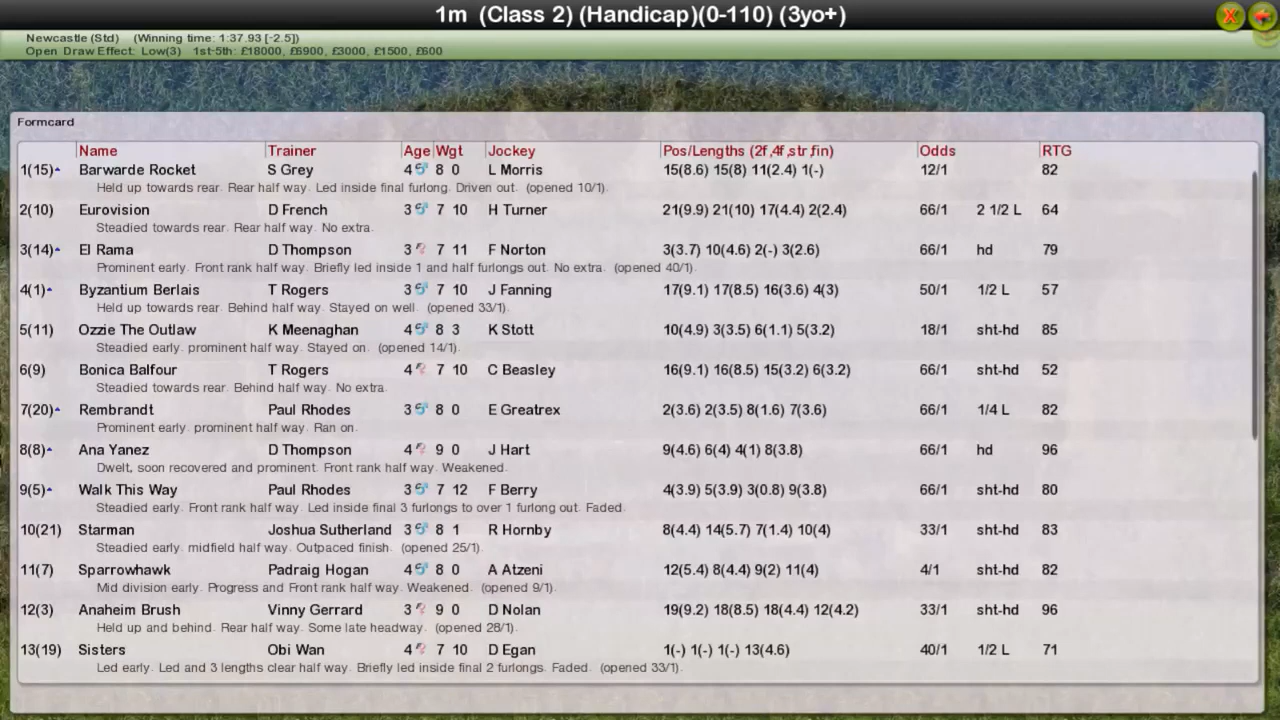 1m (Class 2) (Handicap)(0-110) (3yo+)
Newcastle (Std) (Winning time: 1:37.93 [-2.5])
Open Draw Effect: Low(3) 1st-5th: £18000, £6900, £3000, £1500, £600
Formcard
Name Trainer Age Wgt Jockey Pos/Lengths (2f,4f,str,fin) Odds RTG
1(15) Barwarde Rocket S Grey 4 8 0 L Morris 15(8.6) 15(8) 11(2.4) 1(-) 12/1 82
Held up towards rear. Rear half way. Led inside final furlong. Driven out. (opened 10/1).
2(10) Eurovision D French 3 7 10 H Turner 21(9.9) 21(10) 17(4.4) 2(2.4) 66/1 2 1/2 L 64
Steadied towards rear. Rear half way. No extra.
3(14) El Rama D Thompson 3 7 11 F Norton 3(3.7) 10(4.6) 2(-) 3(2.6) 66/1 hd 79
Prominent early. Front rank half way. Briefly led inside 1 and half furlongs out. No extra. (opened 40/1).
4(1) Byzantium Berlais T Rogers 3 7 10 J Fanning 17(9.1) 17(8.5) 16(3.6) 4(3) 50/1 1/2 L 57
Held up towards rear. Behind half way. Stayed on well. (opened 33/1).
5(11) Ozzie The Outlaw K Meenaghan 4 8 3 K Stott 10(4.9) 3(3.5) 6(1.1) 5(3.2) 18/1 sht-hd 85
Steadied early. prominent half way. Stayed on. (opened 14/1).
6(9) Bonica Balfour T Rogers 4 7 10 C Beasley 16(9.1) 16(8.5) 15(3.2) 6(3.2) 66/1 sht-hd 52
Steadied towards rear. Behind half way. No extra.
7(20) Rembrandt Paul Rhodes 3 8 0 E Greatrex 2(3.6) 2(3.5) 8(1.6) 7(3.6) 66/1 1/4 L 82
Prominent early. prominent half way. Ran on.
8(8) Ana Yanez D Thompson 4 9 0 J Hart 9(4.6) 6(4) 4(1) 8(3.8) 66/1 hd 96
Dwelt, soon recovered and prominent. Front rank half way. Weakened.
9(5) Walk This Way Paul Rhodes 3 7 12 F Berry 4(3.9) 5(3.9) 3(0.8) 9(3.8) 66/1 sht-hd 80
Steadied early. Front rank half way. Led inside final 3 furlongs to over 1 furlong out. Faded.
10(21) Starman Joshua Sutherland 3 8 1 R Hornby 8(4.4) 14(5.7) 7(1.4) 10(4) 33/1 sht-hd 83
Steadied early. midfield half way. Outpaced finish. (opened 25/1).
11(7) Sparrowhawk Padraig Hogan 4 8 0 A Atzeni 12(5.4) 8(4.4) 9(2) 11(4) 4/1 sht-hd 82
Mid division early. Progress and Front rank half way. Weakened. (opened 9/1).
12(3) Anaheim Brush Vinny Gerrard 3 9 0 D Nolan 19(9.2) 18(8.5) 18(4.4) 12(4.2) 33/1 sht-hd 96
Held up and behind. Rear half way. Some late headway. (opened 28/1).
13(19) Sisters Obi Wan 4 7 10 D Egan 1(-) 1(-) 1(-) 13(4.6) 40/1 1/2 L 71
Led early. Led and 3 lengths clear half way. Briefly led inside final 2 furlongs. Faded. (opened 33/1).